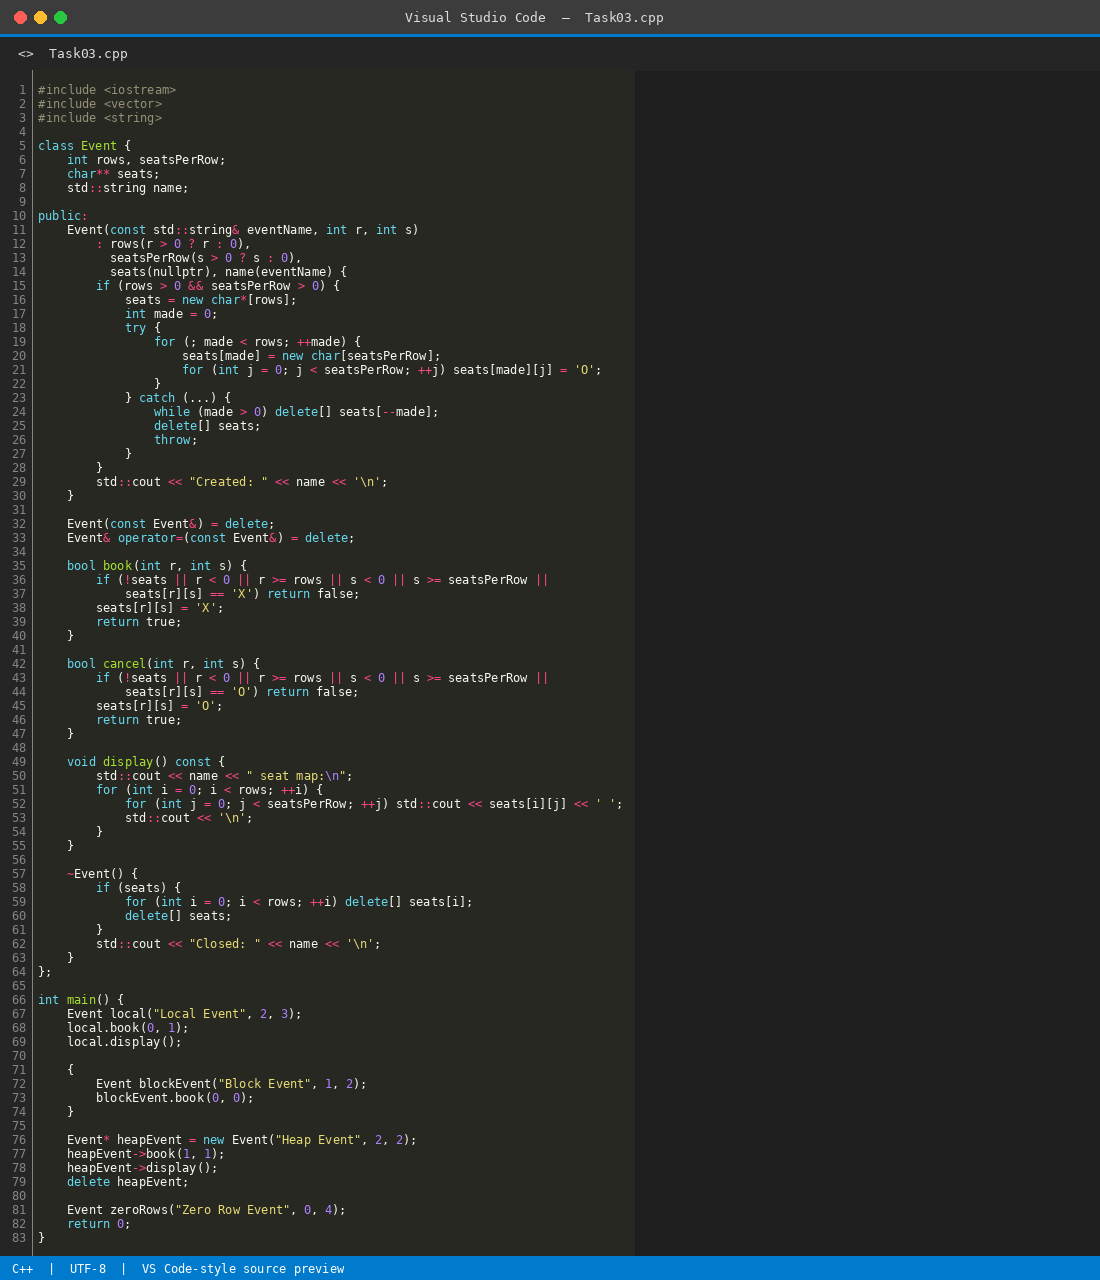 Visual Studio Code — Task03.cpp
<> Task03.cpp
1 #include <iostream>
2 #include <vector>
3 #include <string>
4
5 class Event {
6     int rows, seatsPerRow;
7     char** seats;
8     std::string name;
9
10 public:
11     Event(const std::string& eventName, int r, int s)
12         : rows(r > 0 ? r : 0),
13           seatsPerRow(s > 0 ? s : 0),
14           seats(nullptr), name(eventName) {
15         if (rows > 0 && seatsPerRow > 0) {
16             seats = new char*[rows];
17             int made = 0;
18             try {
19                 for (; made < rows; ++made) {
20                     seats[made] = new char[seatsPerRow];
21                     for (int j = 0; j < seatsPerRow; ++j) seats[made][j] = 'O';
22                 }
23             } catch (...) {
24                 while (made > 0) delete[] seats[--made];
25                 delete[] seats;
26                 throw;
27             }
28         }
29         std::cout << "Created: " << name << '\n';
30     }
31
32     Event(const Event&) = delete;
33     Event& operator=(const Event&) = delete;
34
35     bool book(int r, int s) {
36         if (!seats || r < 0 || r >= rows || s < 0 || s >= seatsPerRow ||
37             seats[r][s] == 'X') return false;
38         seats[r][s] = 'X';
39         return true;
40     }
41
42     bool cancel(int r, int s) {
43         if (!seats || r < 0 || r >= rows || s < 0 || s >= seatsPerRow ||
44             seats[r][s] == 'O') return false;
45         seats[r][s] = 'O';
46         return true;
47     }
48
49     void display() const {
50         std::cout << name << " seat map:\n";
51         for (int i = 0; i < rows; ++i) {
52             for (int j = 0; j < seatsPerRow; ++j) std::cout << seats[i][j] << ' ';
53             std::cout << '\n';
54         }
55     }
56
57     ~Event() {
58         if (seats) {
59             for (int i = 0; i < rows; ++i) delete[] seats[i];
60             delete[] seats;
61         }
62         std::cout << "Closed: " << name << '\n';
63     }
64 };
65
66 int main() {
67     Event local("Local Event", 2, 3);
68     local.book(0, 1);
69     local.display();
70
71     {
72         Event blockEvent("Block Event", 1, 2);
73         blockEvent.book(0, 0);
74     }
75
76     Event* heapEvent = new Event("Heap Event", 2, 2);
77     heapEvent->book(1, 1);
78     heapEvent->display();
79     delete heapEvent;
80
81     Event zeroRows("Zero Row Event", 0, 4);
82     return 0;
83 }
C++ | UTF-8 | VS Code-style source preview